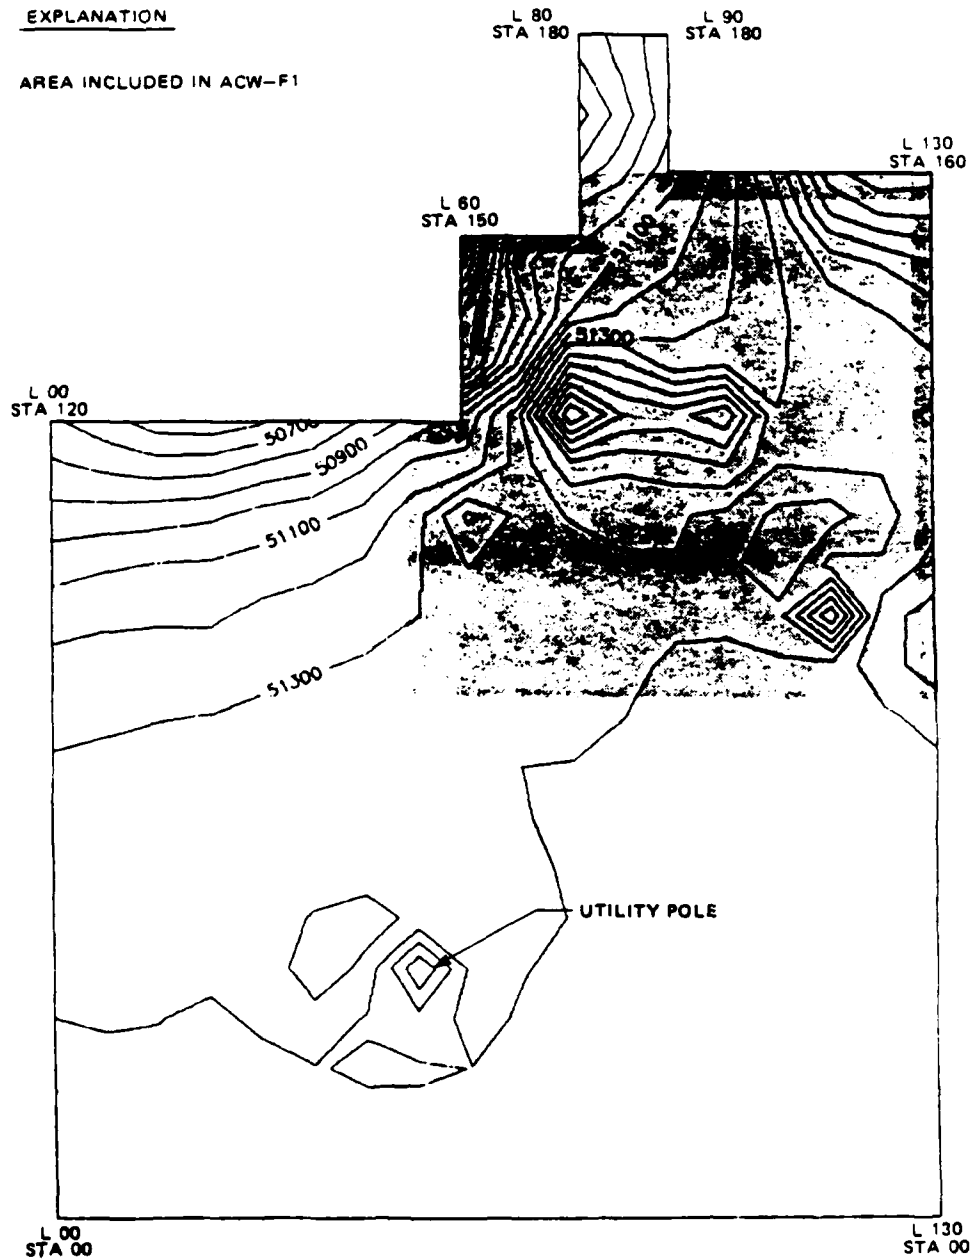 EXPLANATION
AREA INCLUDED IN ACW-F1
L 80
STA 180
L 90
STA 180
L 130
STA 160
L 60
STA 150
51100
51300
L 00
STA 120
50700
50900
51100
51300
UTILITY POLE
L 00
STA 00
L 130
STA 00